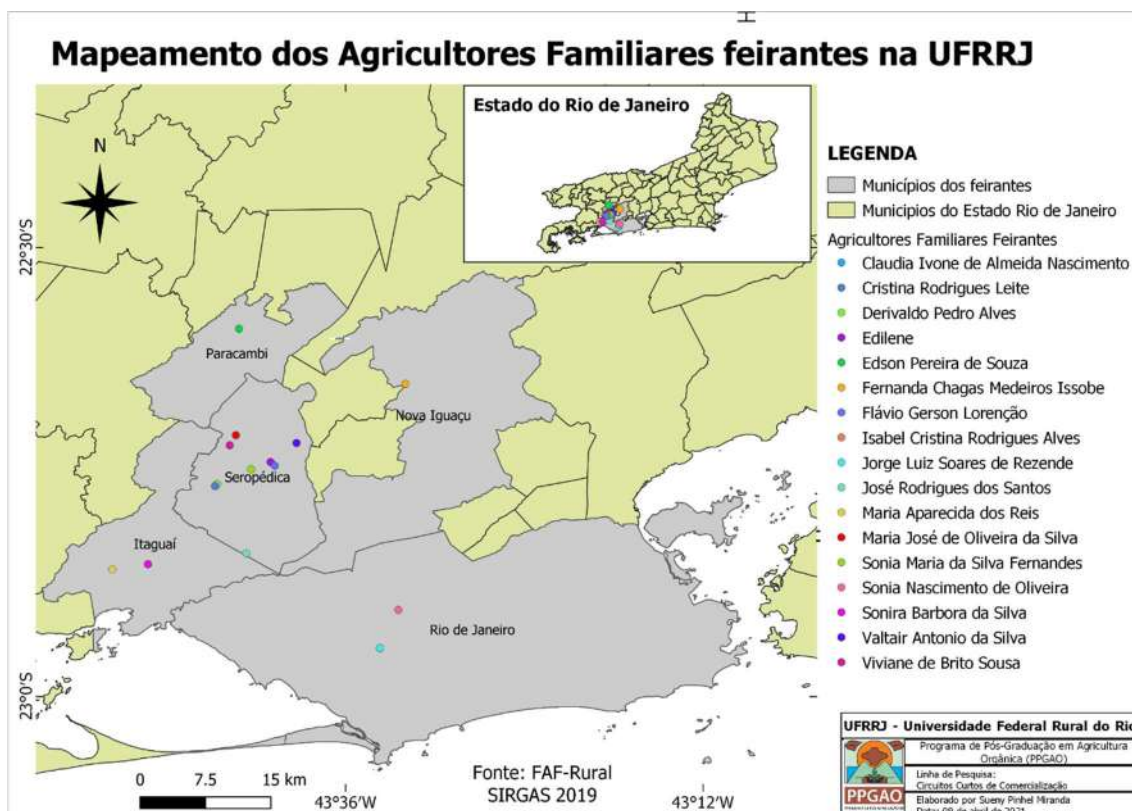 Mapeamento dos Agricultores Familiares feirantes na UFRRJ
Estado do Rio de Janeiro
N
22°30'S
23°0'S
Paracambi
Nova Iguaçu
Seropédica
Itaguaí
Rio de Janeiro
0 7.5 15 km
43°36'W
43°12'W
Fonte: FAF-Rural
SIRGAS 2019
LEGENDA
Municípios dos feirantes
Municipios do Estado Rio de Janeiro
Agricultores Familiares Feirantes
Claudia Ivone de Almeida Nascimento
Cristina Rodrigues Leite
Derivaldo Pedro Alves
Edilene
Edson Pereira de Souza
Fernanda Chagas Medeiros Issobe
Flávio Gerson Lorenção
Isabel Cristina Rodrigues Alves
Jorge Luiz Soares de Rezende
José Rodrigues dos Santos
Maria Aparecida dos Reis
Maria José de Oliveira da Silva
Sonia Maria da Silva Fernandes
Sonia Nascimento de Oliveira
Sonira Barbora da Silva
Valtair Antonio da Silva
Viviane de Brito Sousa
UFRRJ - Universidade Federal Rural do Rio
Programa de Pós-Graduação em Agricultura
Orgânica (PPGAO)
Linha de Pesquisa:
Circuitos Curtos de Comercialização
Elaborado por Sueny Pinhel Miranda
Data: 09 de abril de 2021
PPGAO